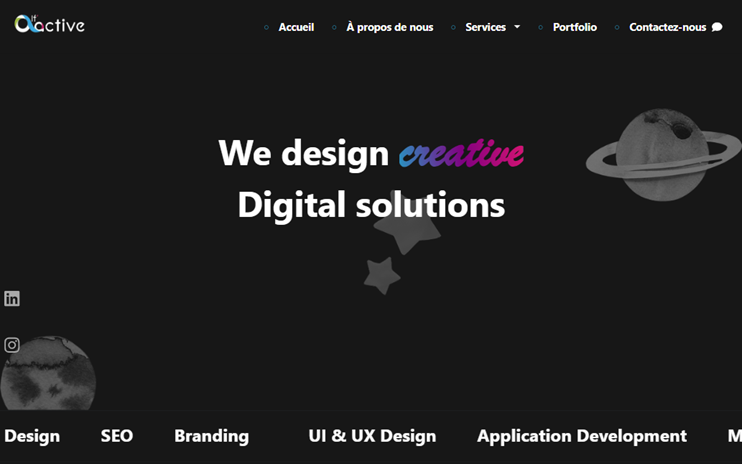 active
Accueil À propos de nous Services Portfolio Contactez-nous
We design creative
Digital solutions
Design SEO Branding UI & UX Design Application Development M